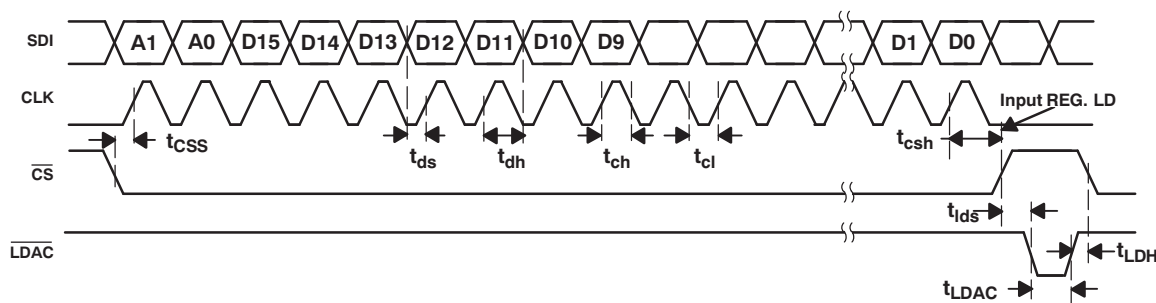 SDI A1 A0 D15 D14 D13 D12 D11 D10 D9 D1 D0
CLK
Input REG. LD
tCSS
tds
tdh
tch
tcl
tcsh
CS
tlds
LDAC
tLDH
tLDAC